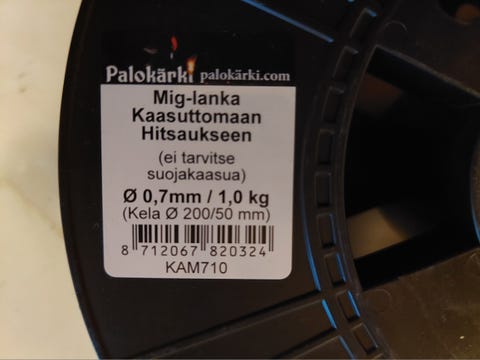 Palokärki palokärki.com
Mig-lanka
Kaasuttomaan
Hitsaukseen
(ei tarvitse
suojakaasua)
Ø 0,7mm / 1,0 kg
(Kela Ø 200/50 mm)
8 712067 820324
KAM710